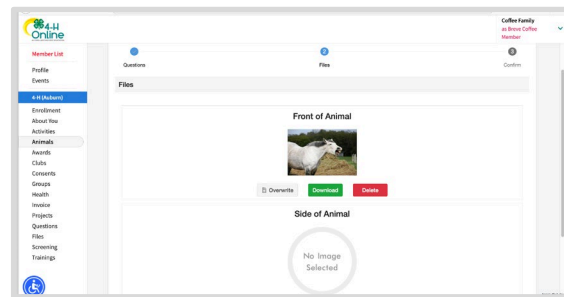 4-H
Online
Coffee Family
as Breve Coffee
Member
Member List
Profile
Events
4-H (Auburn)
Enrollment
About You
Activities
Animals
Awards
Clubs
Consents
Groups
Health
Invoice
Projects
Questions
Files
Screening
Trainings
2
3
Questions
Files
Confirm
Files
Front of Animal
Overwrite
Download
Delete
Side of Animal
No Image
Selected